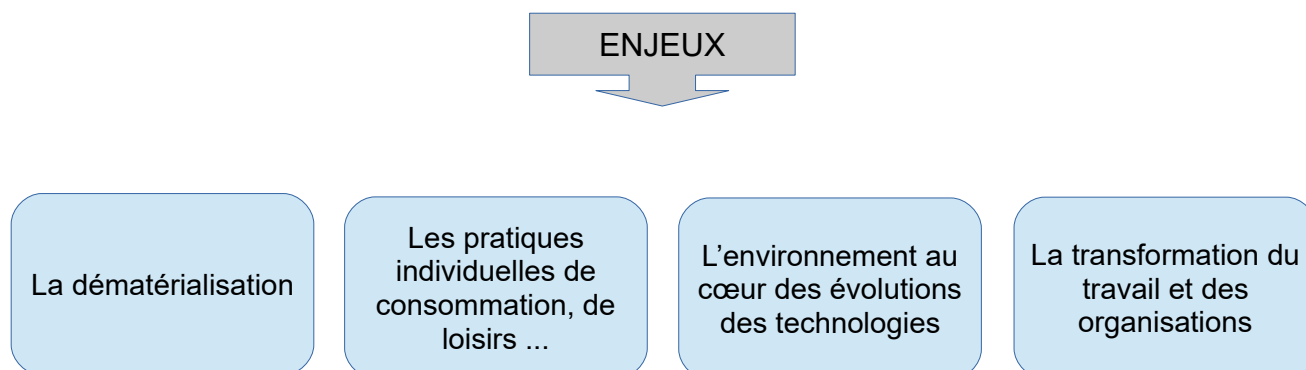 ENJEUX
La dématérialisation
Les pratiques
individuelles de
consommation, de
loisirs ...
L’environnement au
cœur des évolutions
des technologies
La transformation du
travail et des
organisations